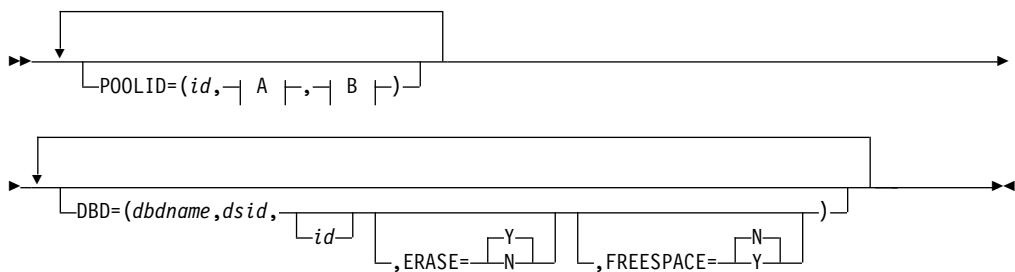 POOLID=(id, A , B )
DBD=(dbdname,dsid, )
id
,ERASE= Y
N
,FREESPACE= N
Y